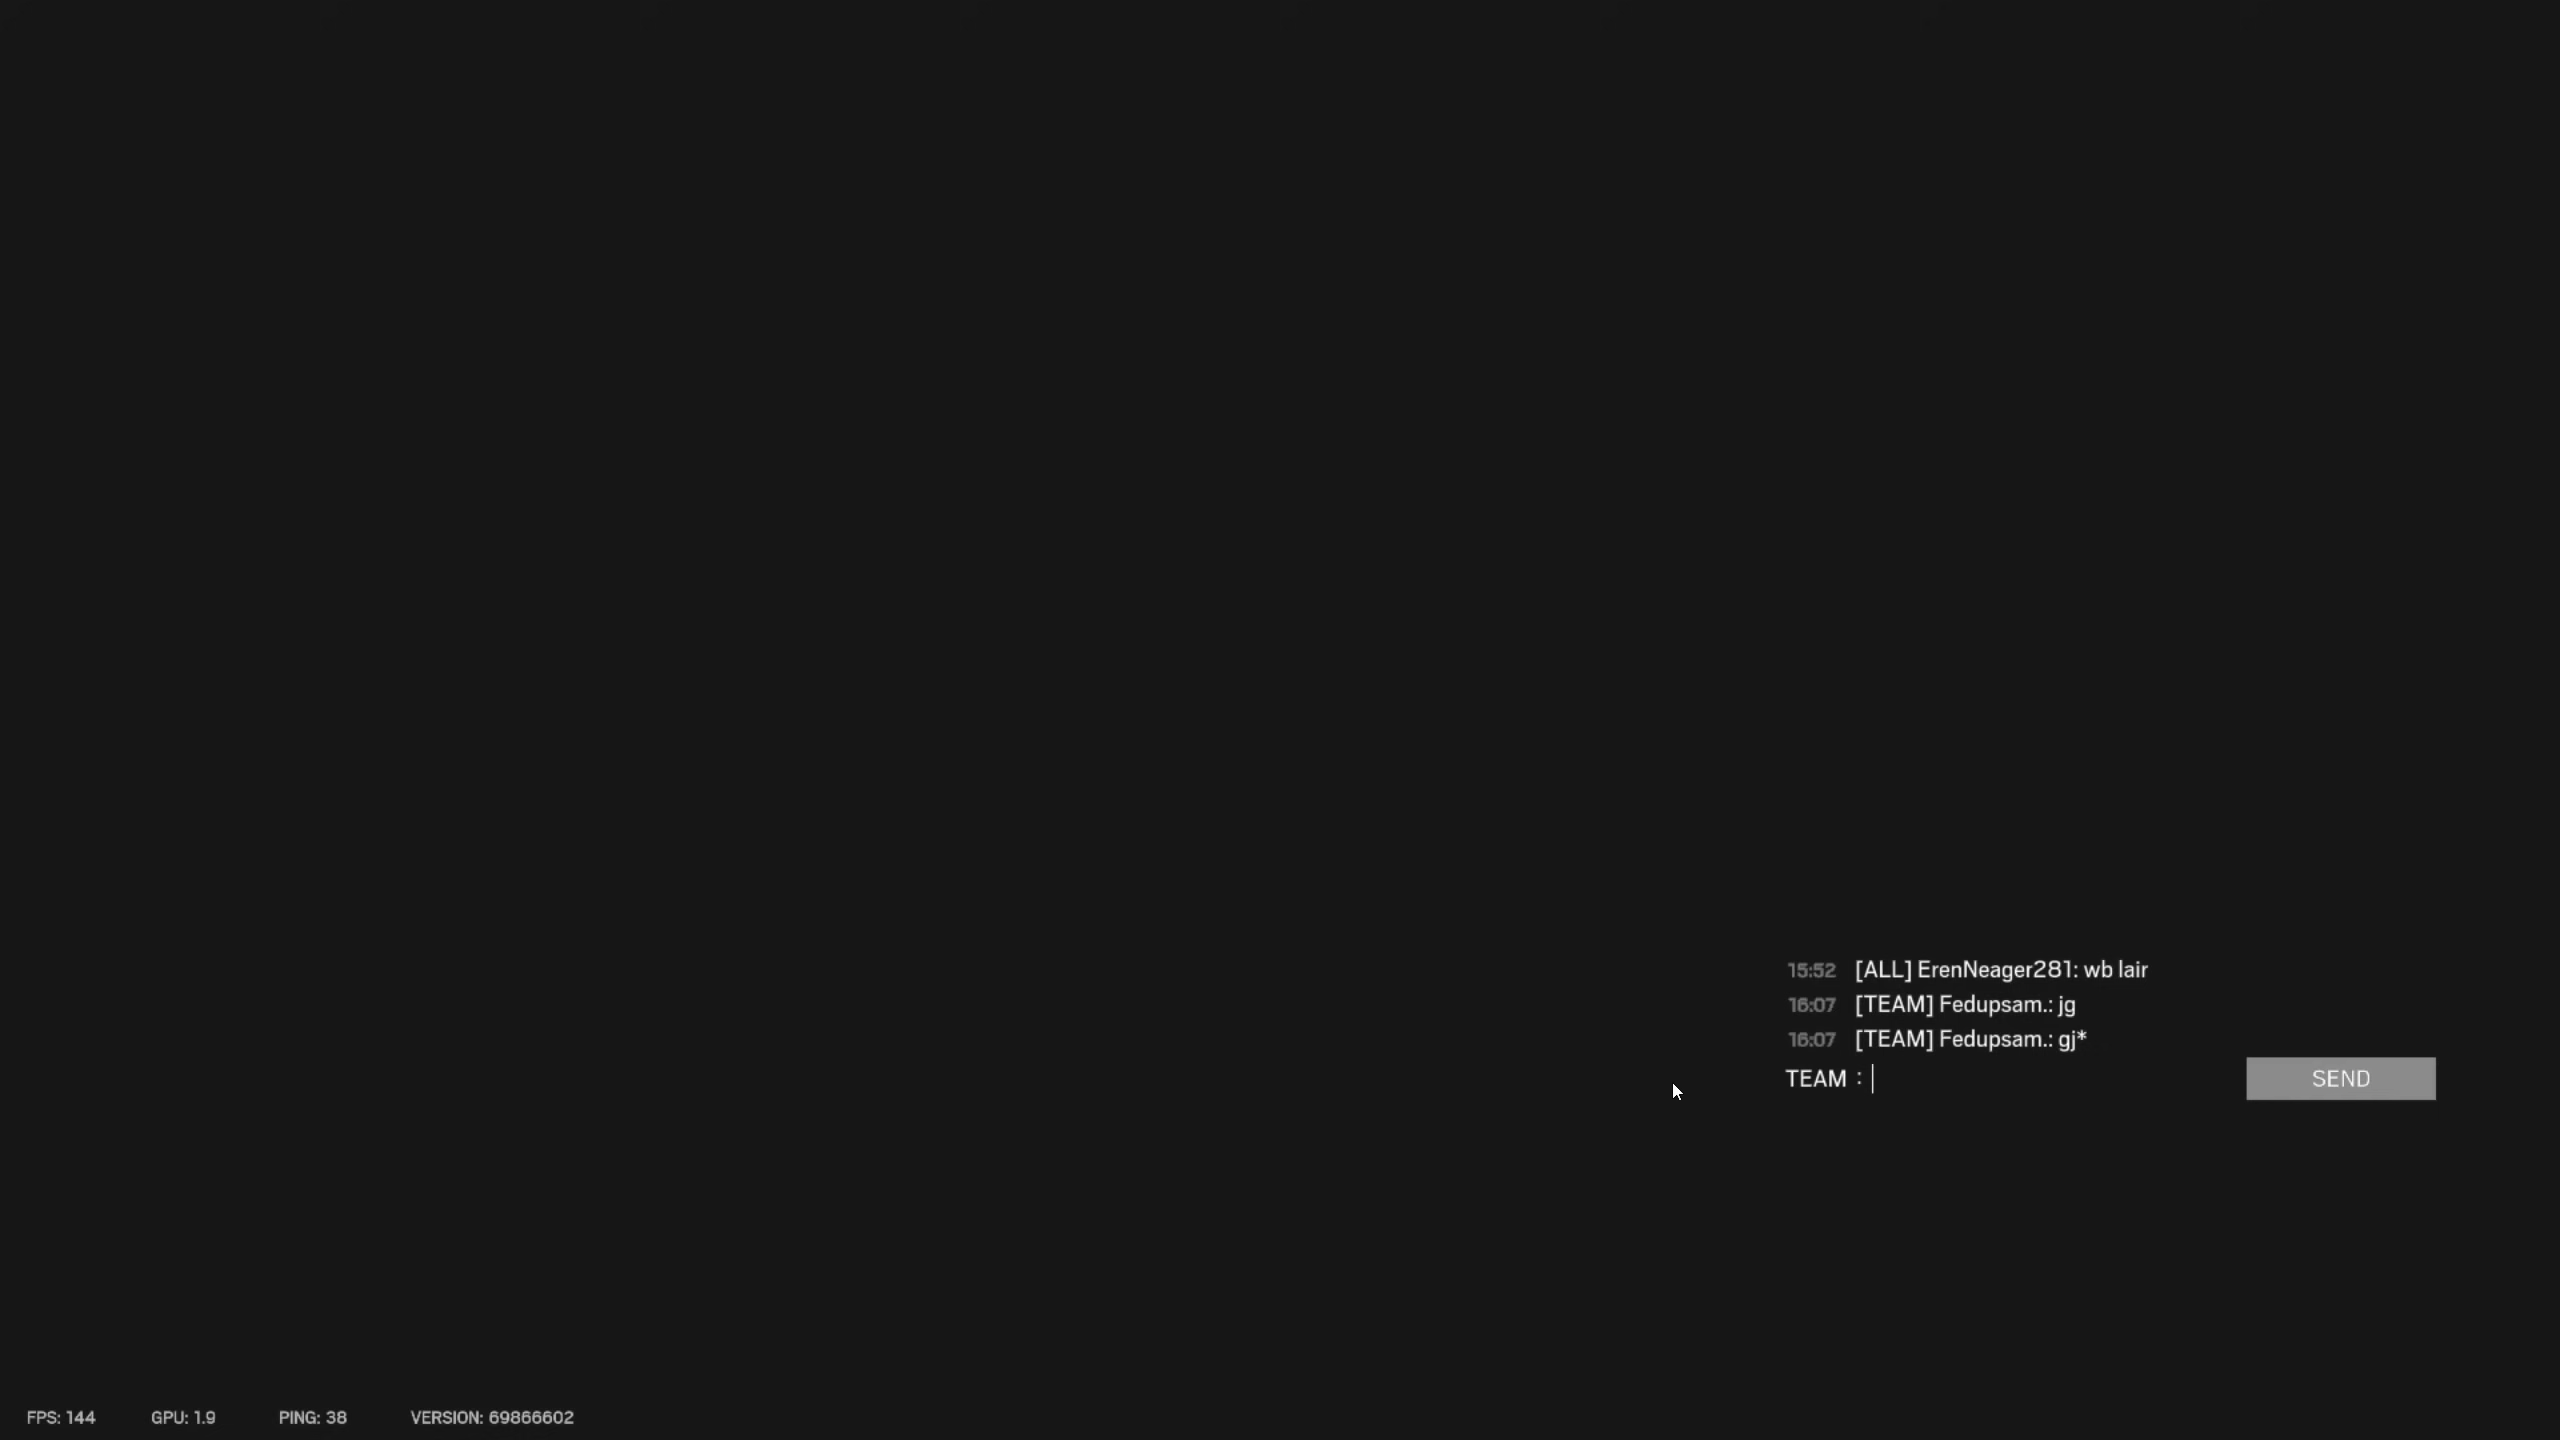 15:52 [ALL] ErenNeager281: wb lair
16:07 [TEAM] Fedupsam.: jg
16:07 [TEAM] Fedupsam.: gj*
TEAM : SEND
FPS: 144 GPU: 1.9 PING: 38 VERSION: 69866602